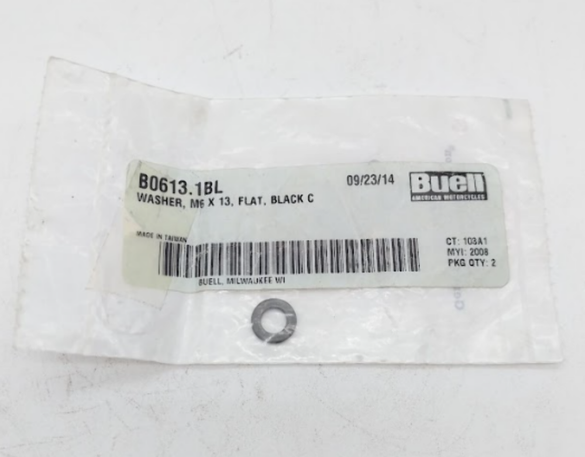 B0613.1BL
09/23/14
Buell
AMERICAN MOTORCYCLES
WASHER, M6 X 13, FLAT, BLACK C
MADE IN TAIWAN
CT: 103A1
MYI: 2008
PKG QTY: 2
BUELL, MILWAUKEE WI